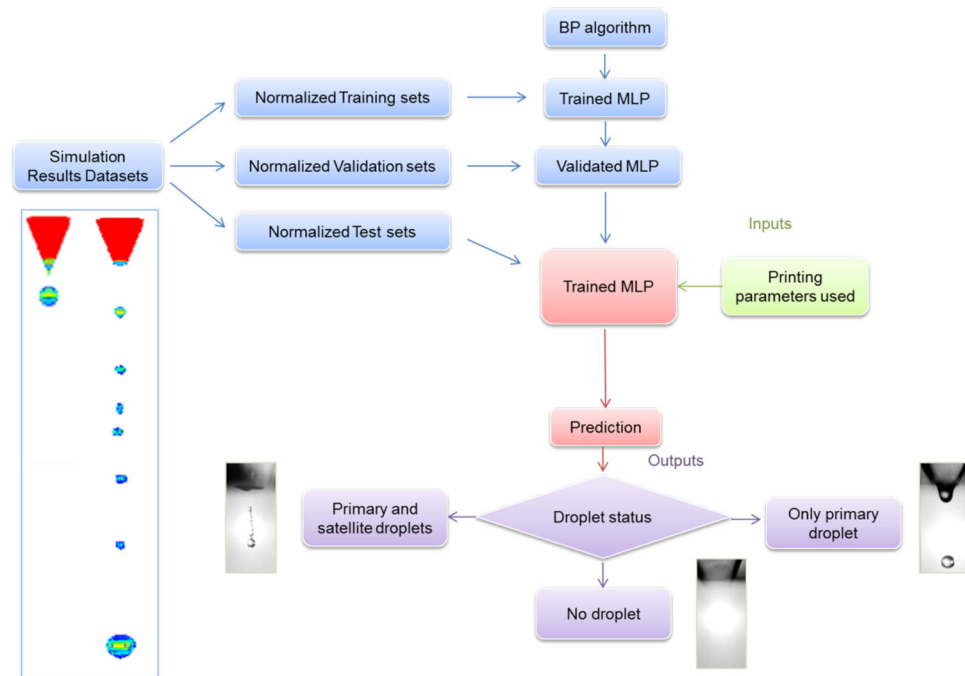 BP algorithm
Normalized Training sets
Trained MLP
Simulation
Results Datasets
Normalized Validation sets
Validated MLP
Normalized Test sets
Inputs
Trained MLP
Printing
parameters used
Prediction
Outputs
Primary and
satellite droplets
Droplet status
Only primary
droplet
No droplet